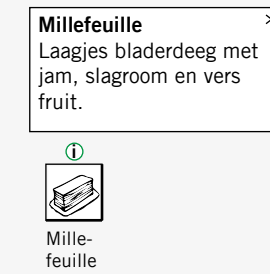 Millefeuille
Laagjes bladerdeeg met
jam, slagroom en vers
fruit.
i
Mille-
feuille